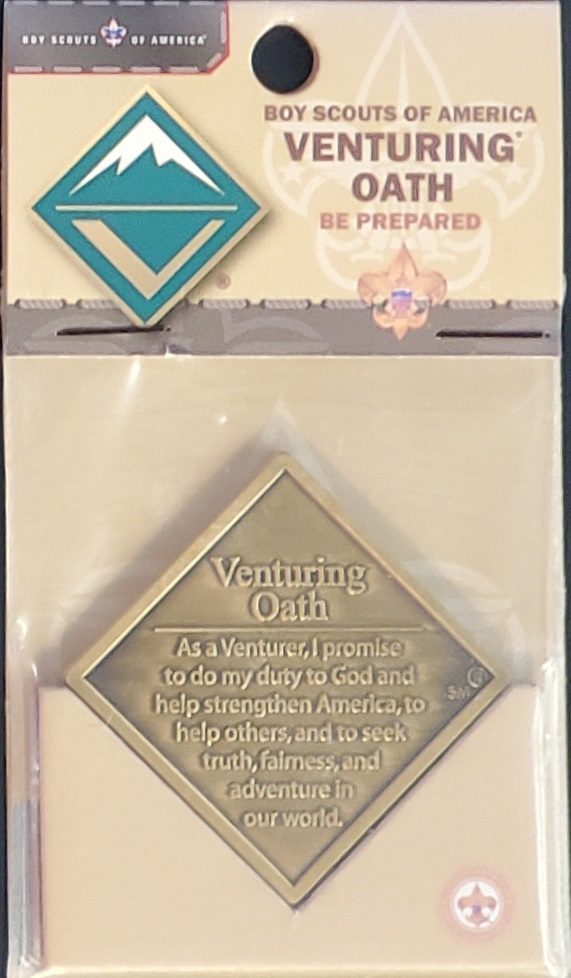 BOY SCOUTS OF AMERICA
BOY SCOUTS OF AMERICA
VENTURING®
OATH
BE PREPARED
®
Venturing
Oath
As a Venturer, I promise
to do my duty to God and
help strengthen America, to
help others, and to seek
truth, fairness, and
adventure in
our world.
SM